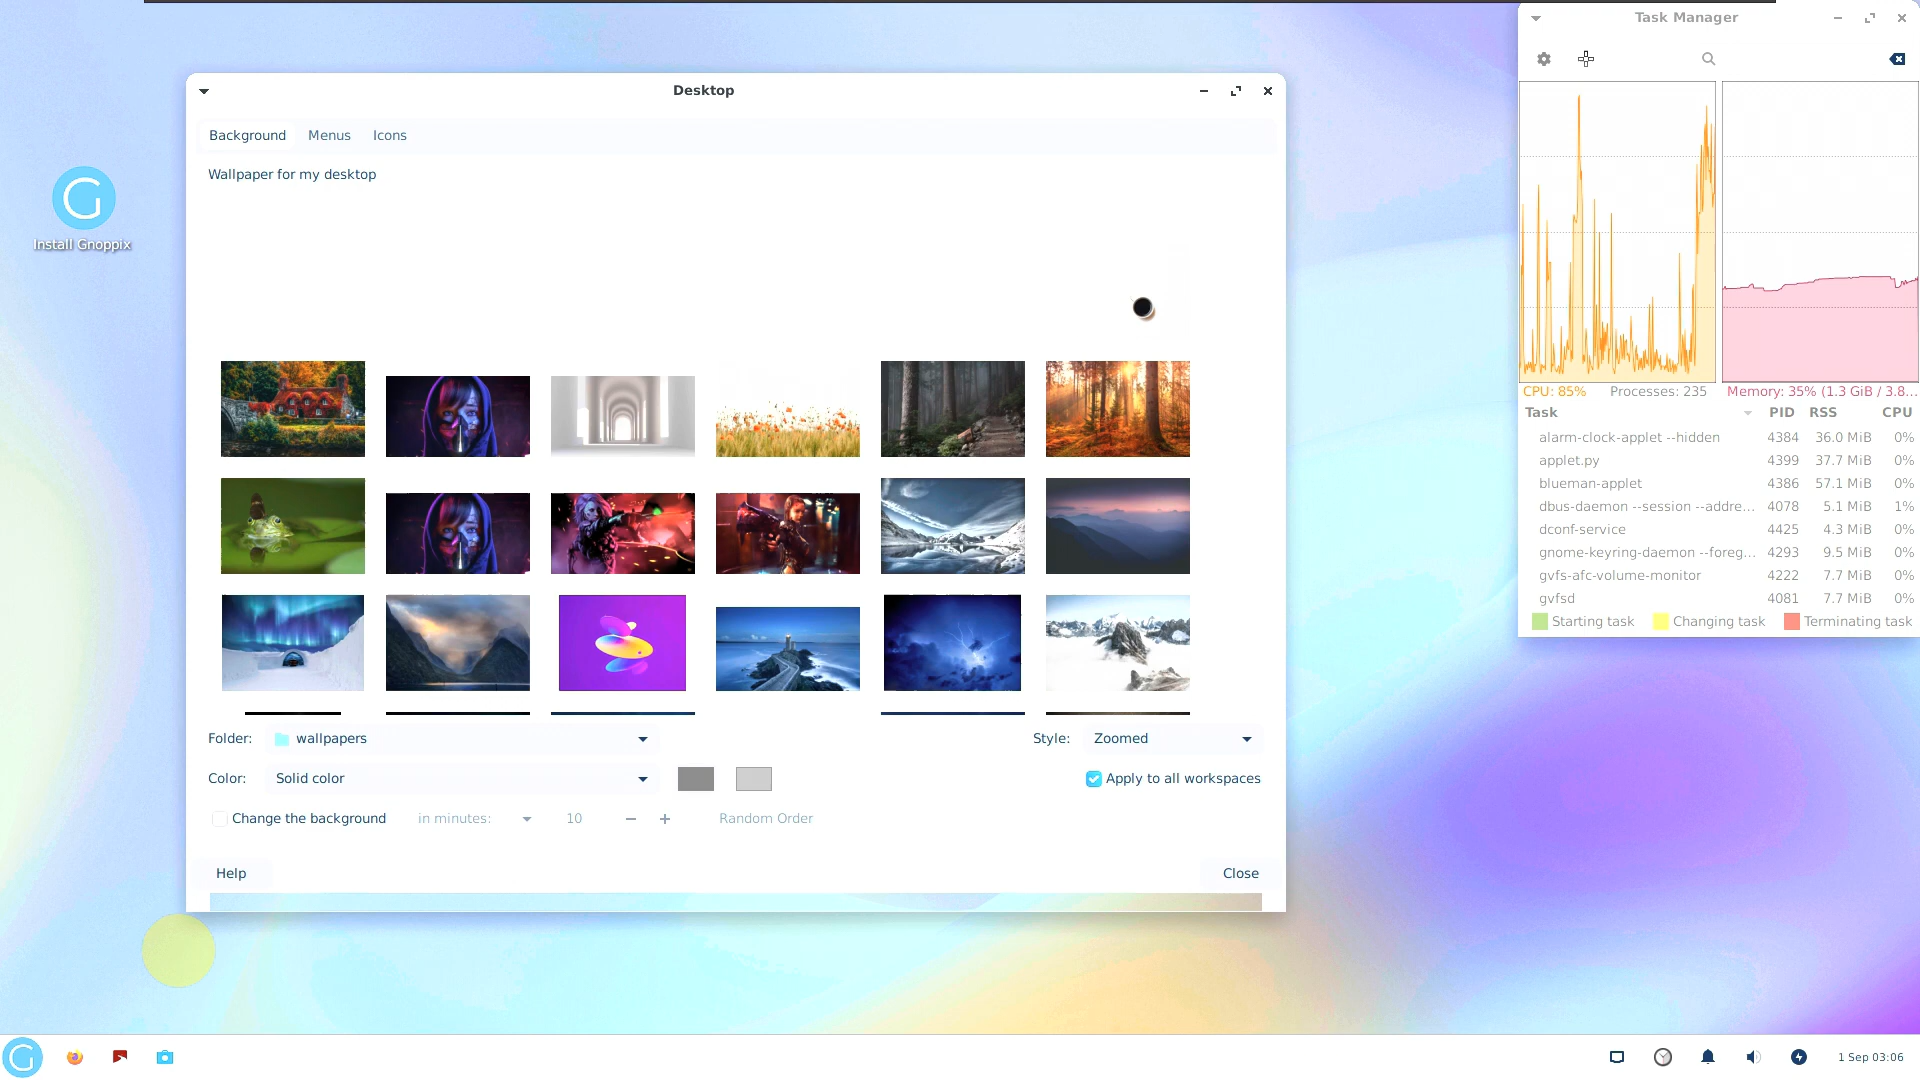 Task Manager
Desktop
Background Menus Icons
Wallpaper for my desktop
G
Install Gnoppix
CPU: 85% Processes: 235 Memory: 35% (1.3 GiB / 3.8...
Task PID RSS CPU
alarm-clock-applet --hidden 4384 36.0 MiB 0%
applet.py 4399 37.7 MiB 0%
blueman-applet 4386 57.1 MiB 0%
dbus-daemon --session --addre... 4078 5.1 MiB 1%
dconf-service 4425 4.3 MiB 0%
gnome-keyring-daemon --foreg... 4293 9.5 MiB 0%
gvfs-afc-volume-monitor 4222 7.7 MiB 0%
gvfsd 4081 7.7 MiB 0%
Starting task Changing task Terminating task
Folder: wallpapers Style: Zoomed
Color: Solid color Apply to all workspaces
Change the background in minutes: 10 Random Order
Help Close
G
1 Sep 03:06